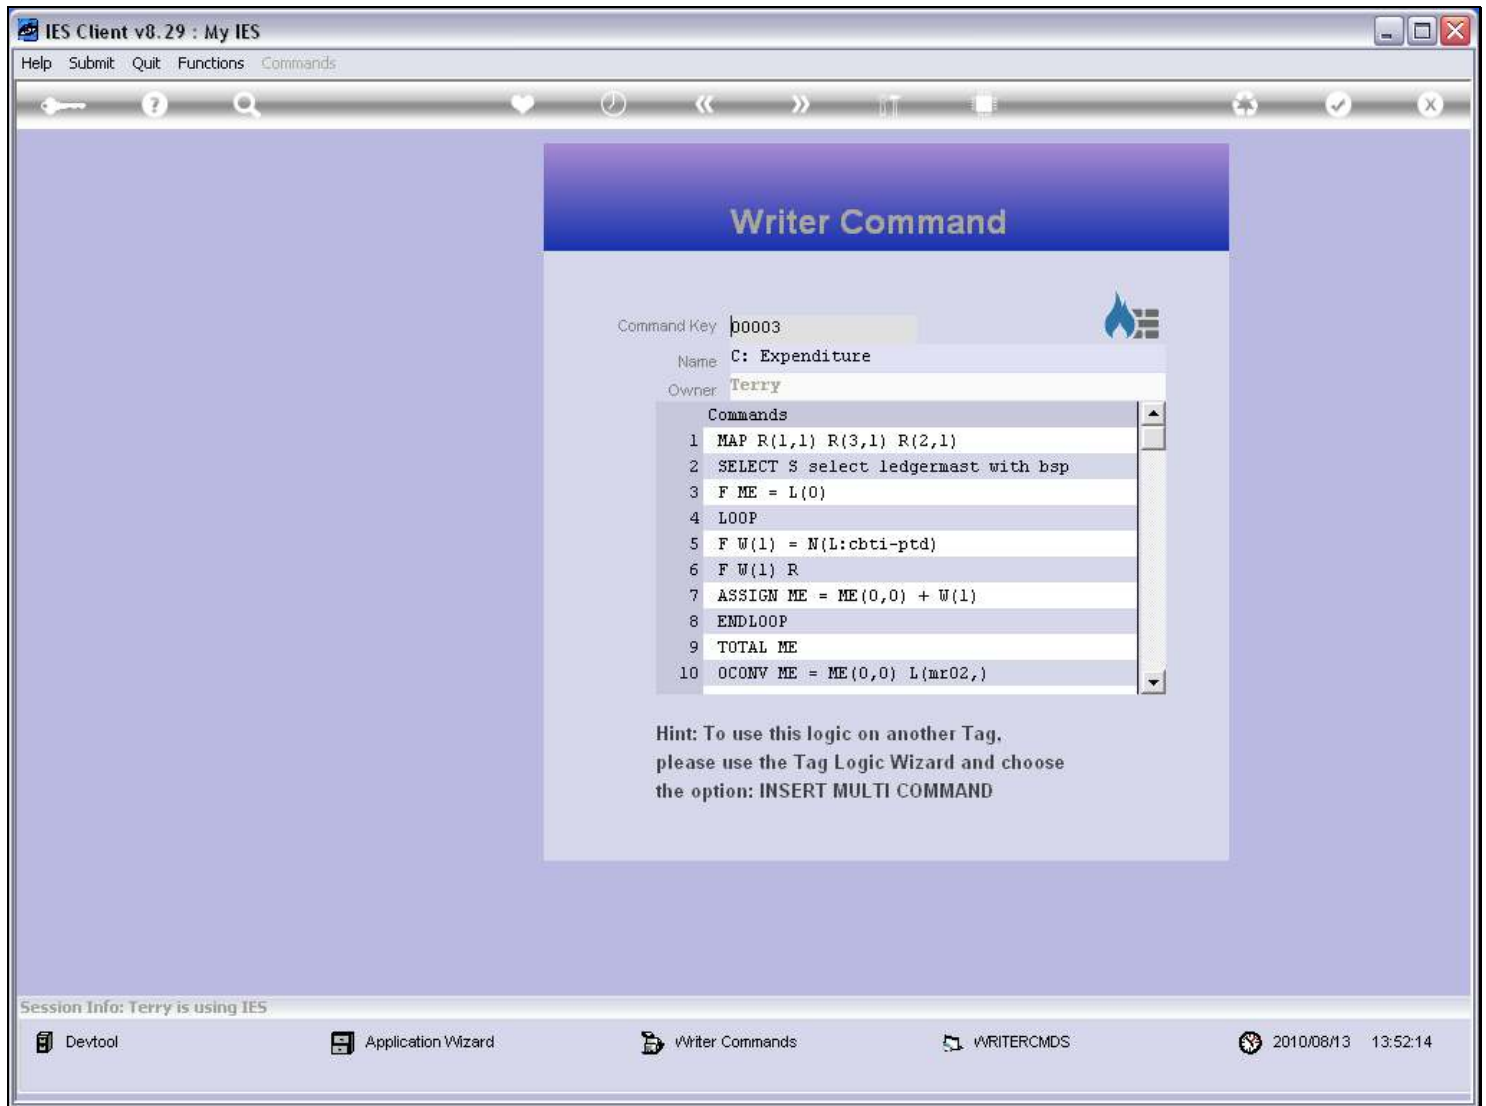 IES Client v8.29 : My IES
Help Submit Quit Functions Commands
Writer Command
Command Key 00003
Name C: Expenditure
Owner Terry
Commands
1 MAP R(1,1) R(3,1) R(2,1)
2 SELECT S select ledgermast with bsp
3 F ME = L(0)
4 LOOP
5 F W(1) = N(L:cbti-ptd)
6 F W(1) R
7 ASSIGN ME = ME(0,0) + W(1)
8 ENDLOOP
9 TOTAL ME
10 OCONV ME = ME(0,0) L(mr02,)
Hint: To use this logic on another Tag,
please use the Tag Logic Wizard and choose
the option: INSERT MULTI COMMAND
Session Info: Terry is using IES
Devtool Application Wizard Writer Commands WRITERCMDS 2010/08/13 13:52:14